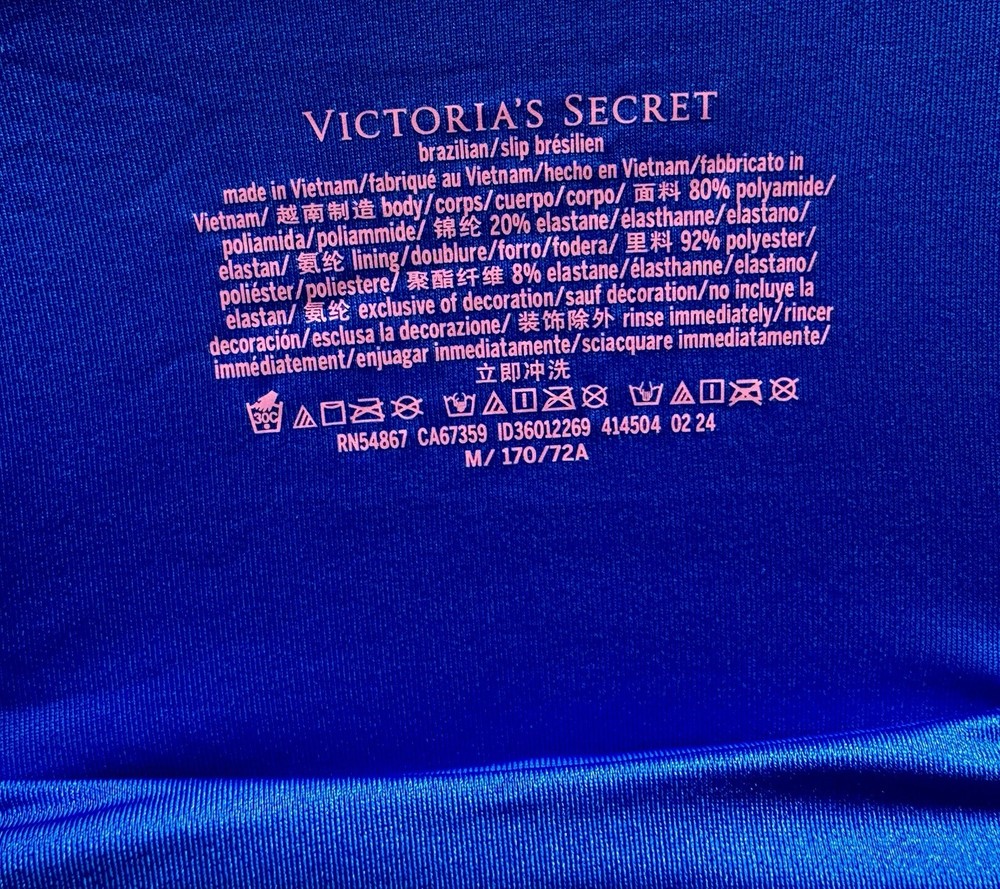 VICTORIA'S SECRET
brazilian/slip brésilien
made in Vietnam/fabriqué au Vietnam/hecho en Vietnam/fabbricato in
Vietnam/ 越南制造 body/corps/cuerpo/corpo/ 面料 80% polyamide/
poliamida/poliammide/ 锦纶 20% elastane/élasthanne/elastano/
elastan/ 氨纶 lining/doublure/forro/fodera/ 里料 92% polyester/
poliéster/poliestere/ 聚酯纤维 8% elastane/élasthanne/elastano/
elastan/ 氨纶 exclusive of decoration/sauf décoration/no incluye la
decoración/esclusa la decorazione/ 装饰除外 rinse immediately/rincer
immédiatement/enjuagar inmediatamente/sciacquare immediatamente/
立即冲洗
30C
RN54867 CA67359 ID36012269 414504 02 24
M/ 170/72A